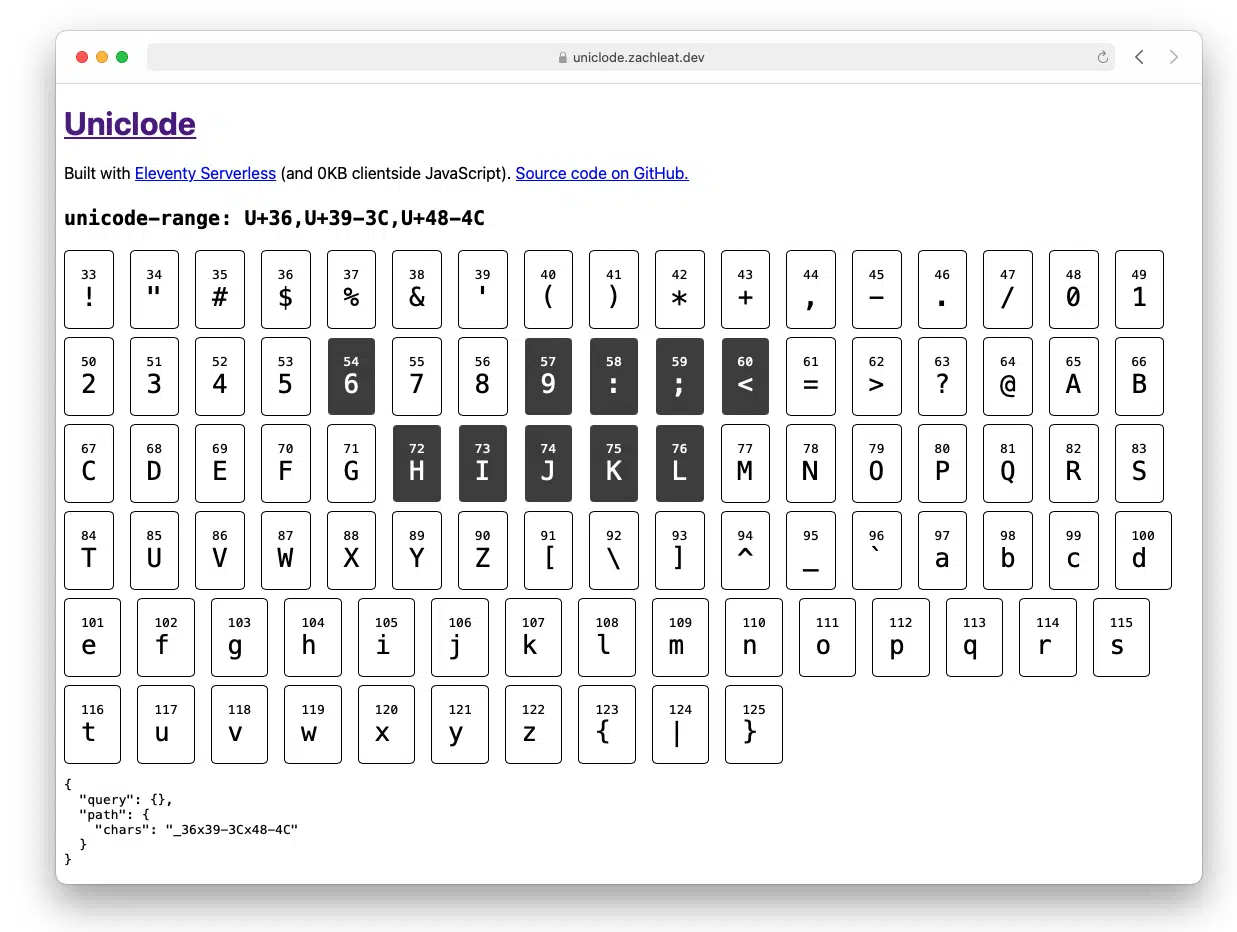 uniclode.zachleat.dev
Uniclode
Built with Eleventy Serverless (and 0KB clientside JavaScript). Source code on GitHub.
unicode-range: U+36,U+39-3C,U+48-4C
33 34 35 36 37 38 39 40 41 42 43 44 45 46 47 48 49
! " # $ % & ' ( ) * + , - . / 0 1
50 51 52 53 54 55 56 57 58 59 60 61 62 63 64 65 66
2 3 4 5 6 7 8 9 : ; < = > ? @ A B
67 68 69 70 71 72 73 74 75 76 77 78 79 80 81 82 83
C D E F G H I J K L M N O P Q R S
84 85 86 87 88 89 90 91 92 93 94 95 96 97 98 99 100
T U V W X Y Z [ \ ] ^ _ ` a b c d
101 102 103 104 105 106 107 108 109 110 111 112 113 114 115
e f g h i j k l m n o p q r s
116 117 118 119 120 121 122 123 124 125
t u v w x y z { | }
{
  "query": {},
  "path": {
    "chars": "_36x39-3Cx48-4C"
  }
}